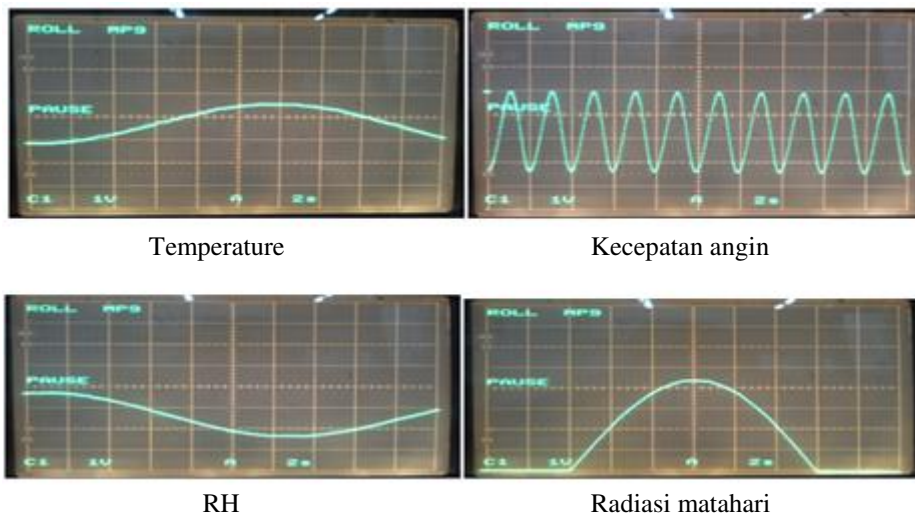 ROLL MP9
PAUSE
C1 1V A 2s
Temperature
ROLL MP9
PAUSE
C1 1V A 2s
Kecepatan angin
ROLL MP9
PAUSE
C1 1V A 2s
RH
ROLL MP9
PAUSE
C1 1V A 2s
Radiasi matahari